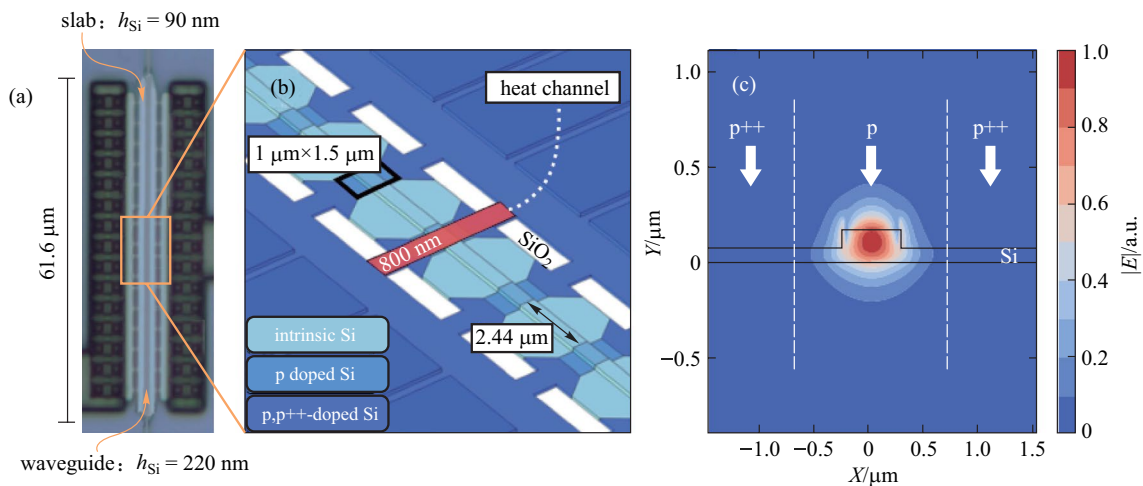 slab： hSi = 90 nm
(a)
61.6 μm
waveguide： hSi = 220 nm
(b)
heat channel
1 μm×1.5 μm
800 nm
SiO2
2.44 μm
intrinsic Si
p doped Si
p,p++-doped Si
(c)
p++
p
p++
Si
Y/μm
1.0
0.5
0
−0.5
−1.0
−0.5
0
0.5
1.0
1.5
X/μm
1.0
0.8
0.6
0.4
0.2
0
|E|/a.u.